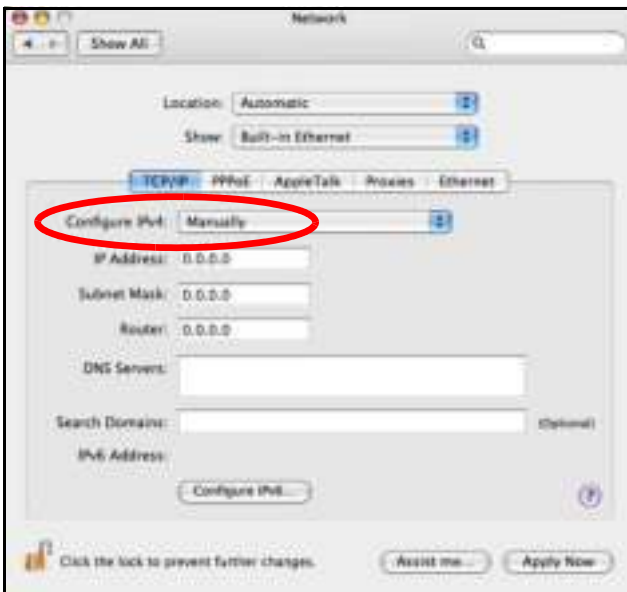 Network
Show All
Location: Automatic
Show: Built-in Ethernet
TCP/IP PPPoE AppleTalk Proxies Ethernet
Configure IPv4: Manually
IP Address: 0.0.0.0
Subnet Mask: 0.0.0.0
Router: 0.0.0.0
DNS Servers:
Search Domains: (Optional)
IPv6 Address:
Configure IPv6...
Click the lock to prevent further changes. Assist me... Apply Now